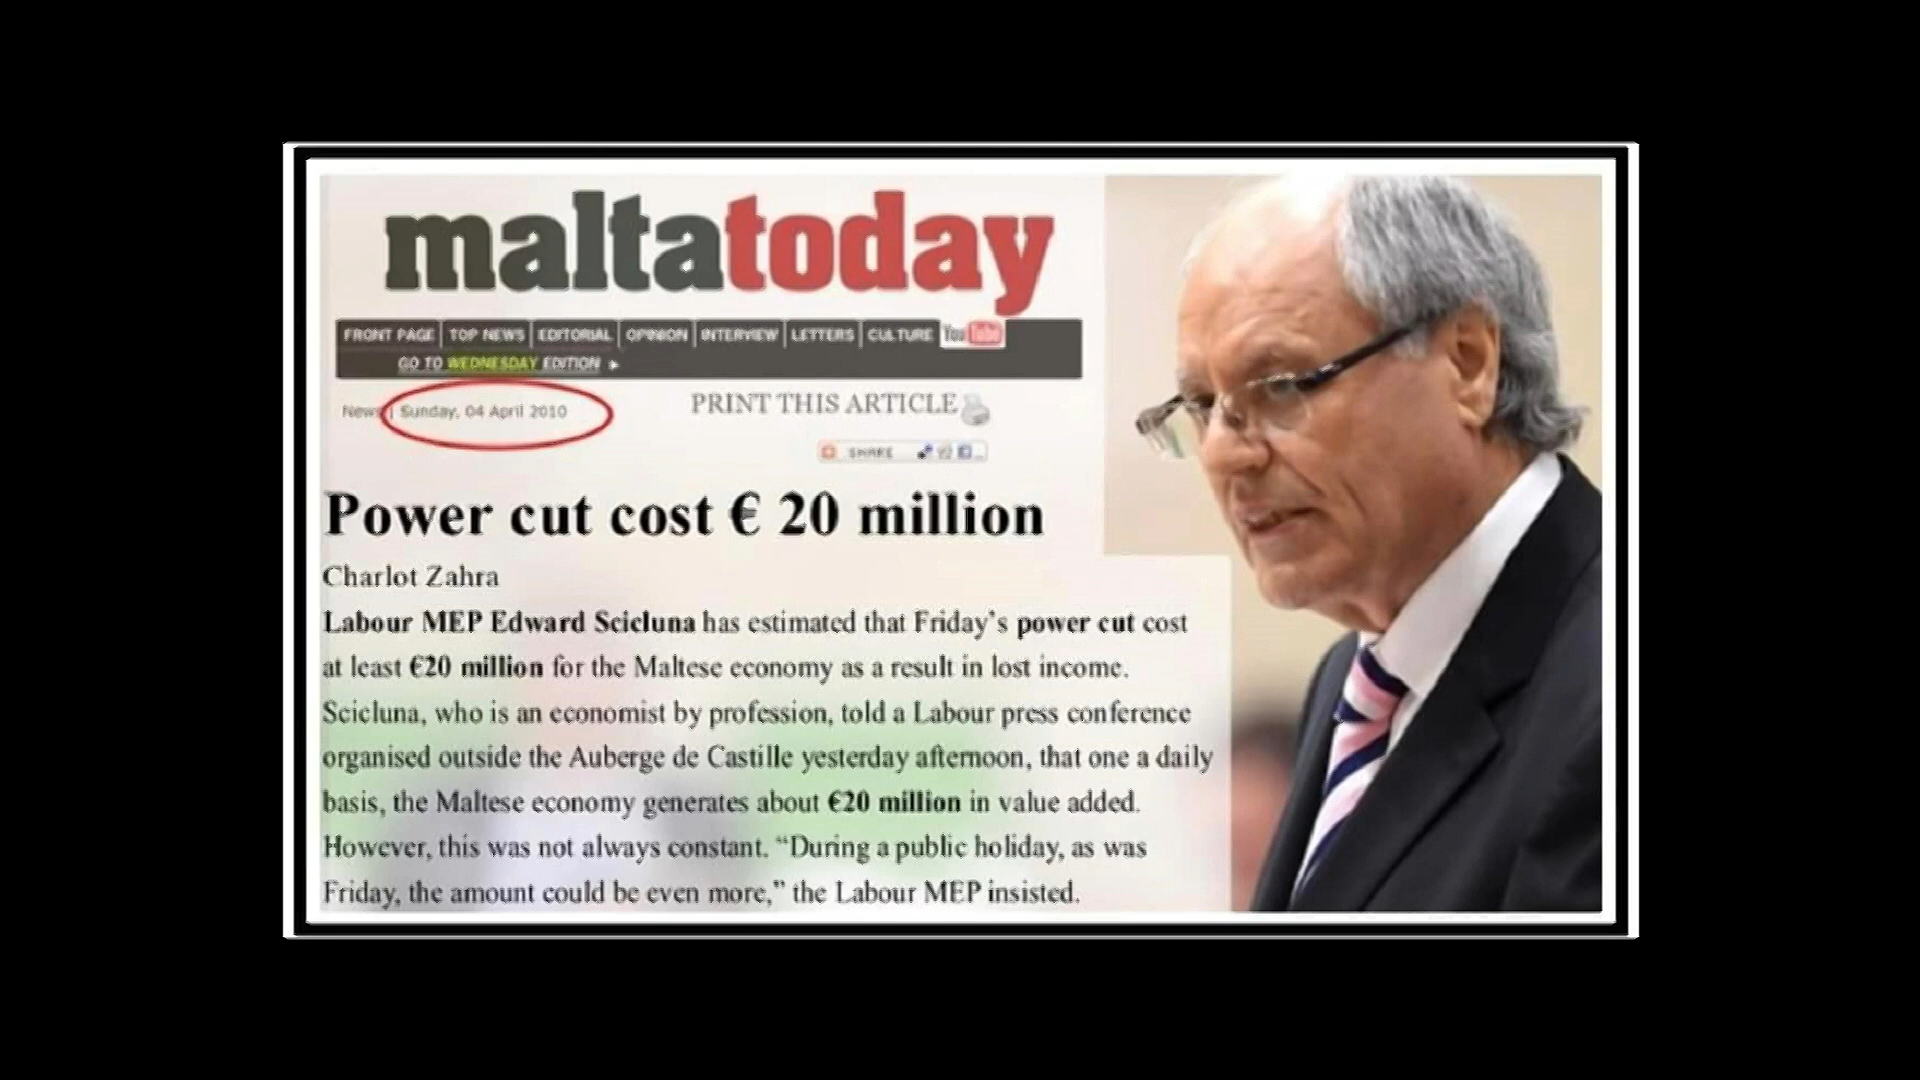 maltatoday
FRONT PAGE TOP NEWS EDITORIAL OPINION INTERVIEW LETTERS CULTURE YouTube
GO TO WEDNESDAY EDITION
News | Sunday, 04 April 2010
PRINT THIS ARTICLE
SHARE
Power cut cost € 20 million
Charlot Zahra
Labour MEP Edward Scicluna has estimated that Friday's power cut cost
at least €20 million for the Maltese economy as a result in lost income.
Scicluna, who is an economist by profession, told a Labour press conference
organised outside the Auberge de Castille yesterday afternoon, that one a daily
basis, the Maltese economy generates about €20 million in value added.
However, this was not always constant. “During a public holiday, as was
Friday, the amount could be even more,” the Labour MEP insisted.